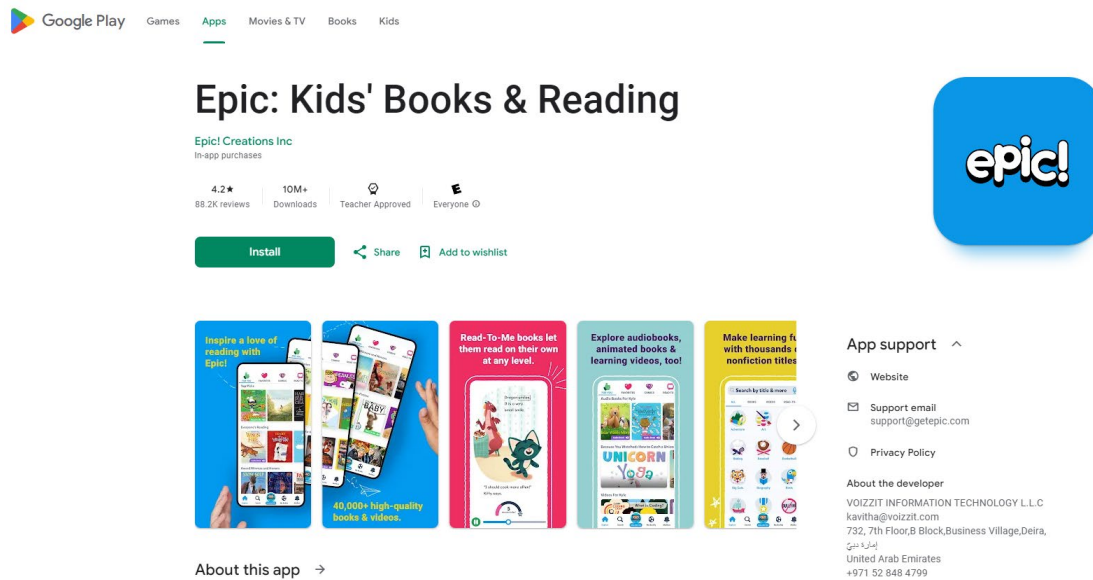 Google Play
Games
Apps
Movies & TV
Books
Kids
Epic: Kids' Books & Reading
Epic! Creations Inc
In-app purchases
4.2★
88.2K reviews
10M+
Downloads
Teacher Approved
E
Everyone
Install
Share
Add to wishlist
epic!
Inspire a love of
reading with
Epic!
40,000+ high-quality
books & videos.
Read-To-Me books let
them read on their own
at any level.
Explore audiobooks,
animated books &
learning videos, too!
UNICORN
Yoga
Make learning fu
with thousands o
nonfiction titles
Search by title & more
App support
Website
Support email
support@getepic.com
Privacy Policy
About the developer
VOIZZIT INFORMATION TECHNOLOGY L.L.C
kavitha@voizzit.com
732, 7th Floor,B Block,Business Village,Deira,
إمارة دبيّ
United Arab Emirates
+971 52 848 4799
About this app